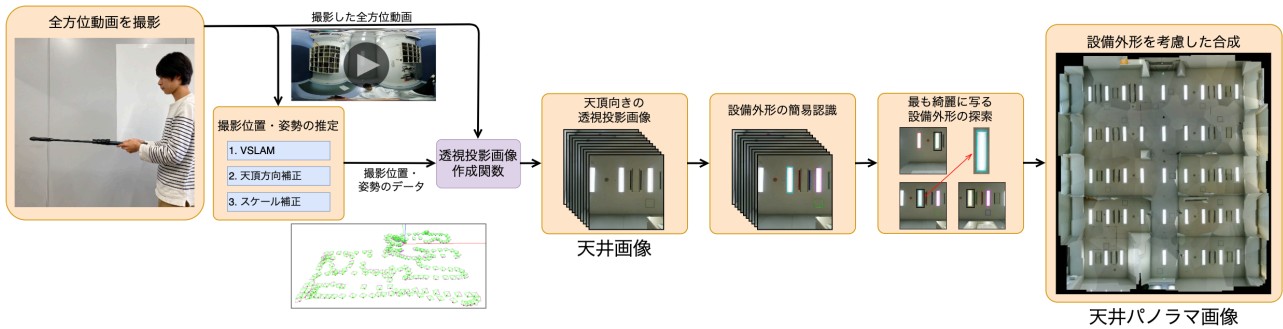 全方位動画を撮影
撮影した全方位動画
撮影位置・姿勢の推定
1. VSLAM
2. 天頂方向補正
3. スケール補正
撮影位置・
姿勢のデータ
透視投影画像
作成関数
天頂向きの
透視投影画像
天井画像
設備外形の簡易認識
最も綺麗に写る
設備外形の探索
設備外形を考慮した合成
天井パノラマ画像